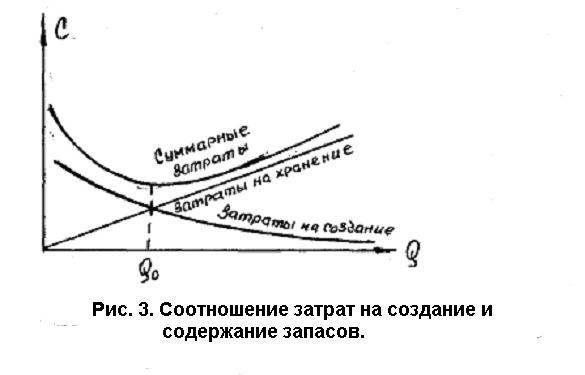 C
Суммарные
затраты
затраты на хранение
затраты на создание
Q₀
Q
Рис. 3. Соотношение затрат на создание и
содержание запасов.